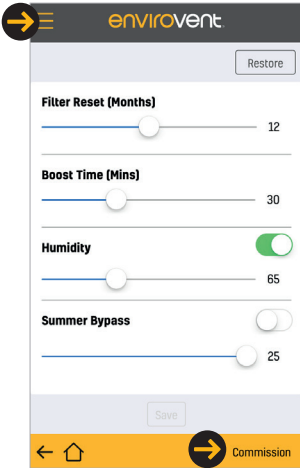 envirovent
Restore
Filter Reset (Months)
12
Boost Time (Mins)
30
Humidity
65
Summer Bypass
25
Save
Commission